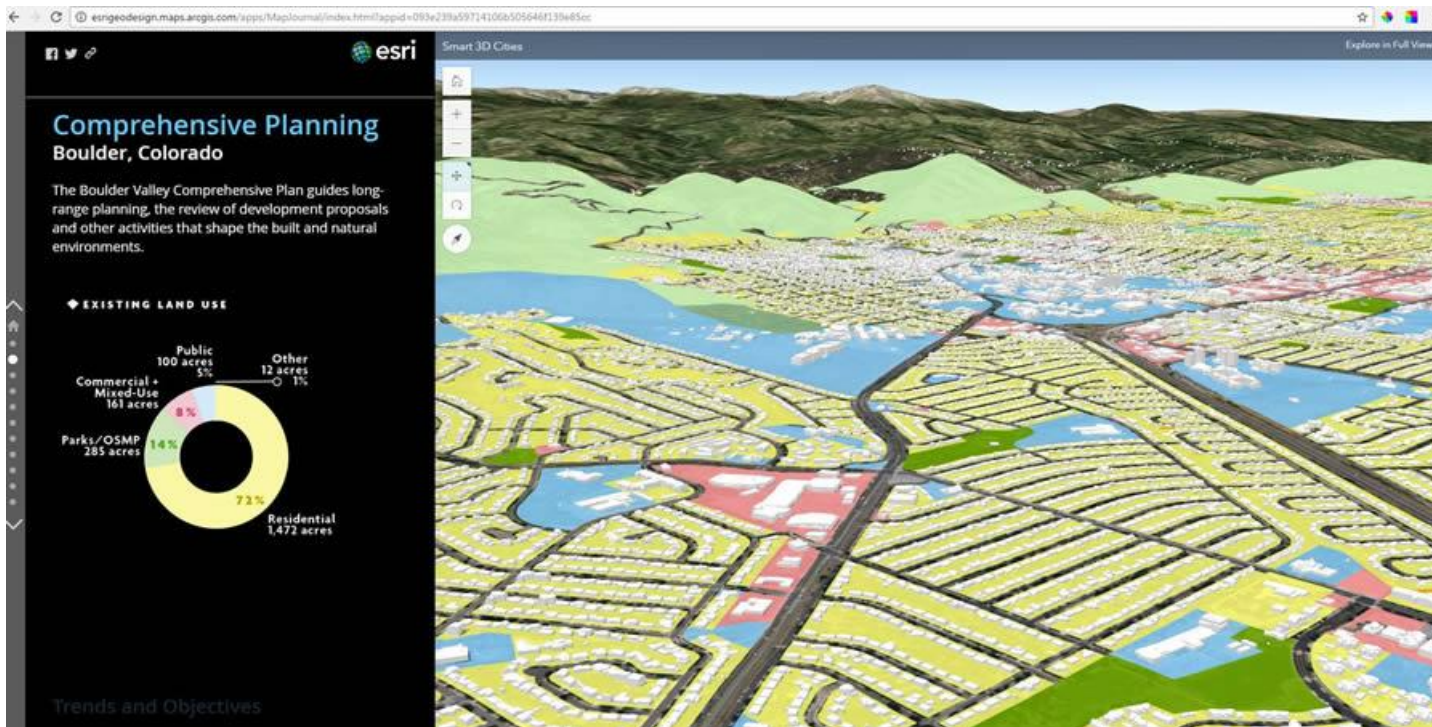 esrigeodesign.maps.arcgis.com/apps/MapJournal/index.html?appid=093e239a59714106b505646f139e85cc
esri
Smart 3D Cities
Explore in Full View
Comprehensive Planning
Boulder, Colorado
The Boulder Valley Comprehensive Plan guides long-
range planning, the review of development proposals
and other activities that shape the built and natural
environments.
EXISTING LAND USE
Public
100 acres
5%
Other
12 acres
1%
Commercial +
Mixed-Use
161 acres
8%
Parks/OSMP
285 acres
14%
72%
Residential
1,472 acres
Trends and Objectives